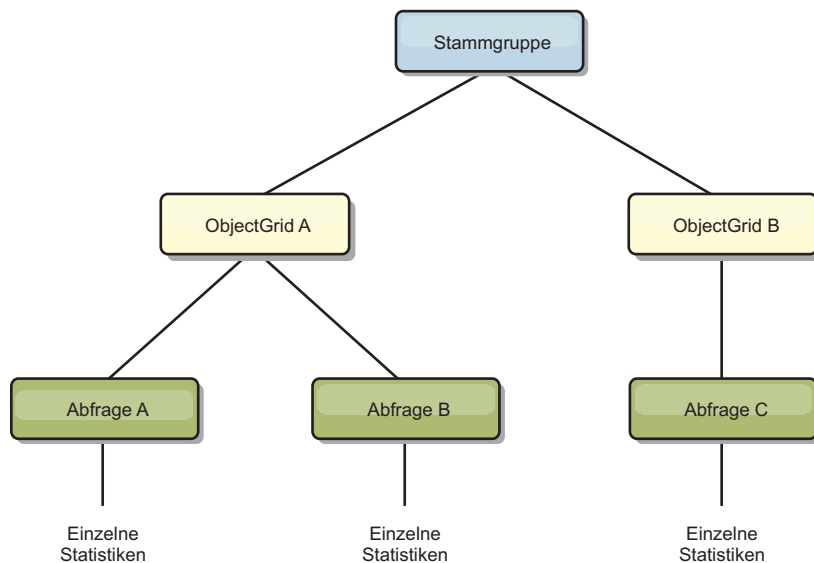 Stammgruppe
ObjectGrid A
ObjectGrid B
Abfrage A
Abfrage B
Abfrage C
Einzelne
Statistiken
Einzelne
Statistiken
Einzelne
Statistiken